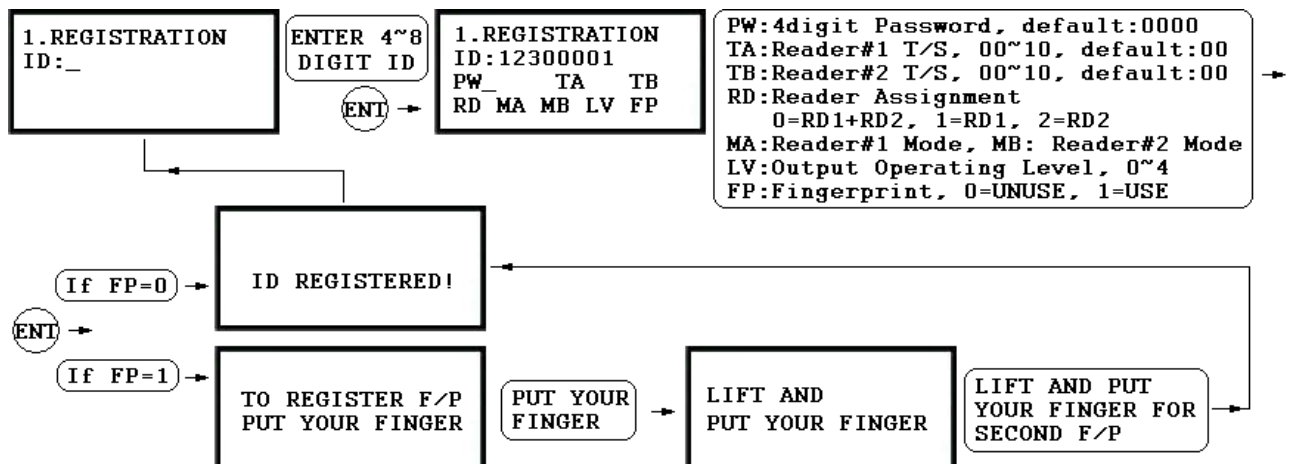 1.REGISTRATION
ID:_
ENTER 4~8
DIGIT ID
ENT
1.REGISTRATION
ID:12300001
PW_ TA TB
RD MA MB LV FP
PW:4digit Password, default:0000
TA:Reader#1 T/S, 00~10, default:00
TB:Reader#2 T/S, 00~10, default:00
RD:Reader Assignment
0=RD1+RD2, 1=RD1, 2=RD2
MA:Reader#1 Mode, MB: Reader#2 Mode
LV:Output Operating Level, 0~4
FP:Fingerprint, 0=UNUSE, 1=USE
If FP=0
ID REGISTERED!
ENT
If FP=1
TO REGISTER F/P
PUT YOUR FINGER
PUT YOUR
FINGER
LIFT AND
PUT YOUR FINGER
LIFT AND PUT
YOUR FINGER FOR
SECOND F/P